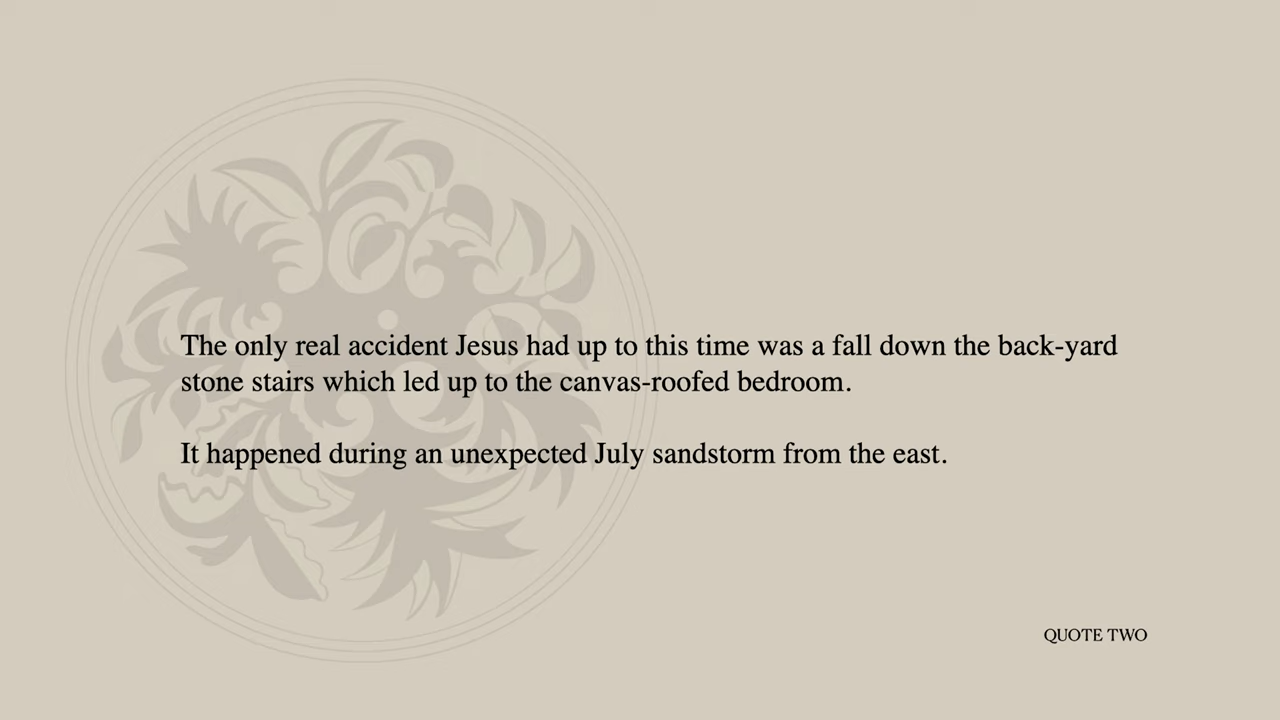 The only real accident Jesus had up to this time was a fall down the back-yard
stone stairs which led up to the canvas-roofed bedroom.
It happened during an unexpected July sandstorm from the east.
QUOTE TWO